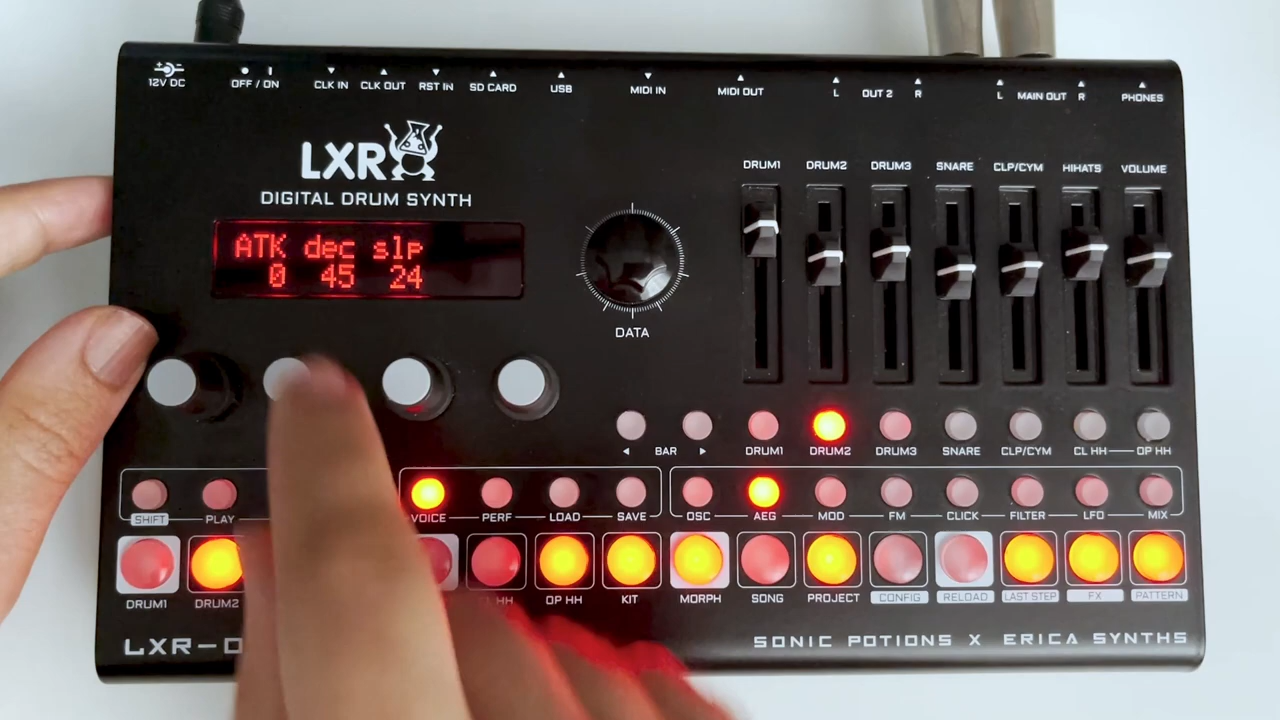 12V DC
OFF / ON
CLK IN
CLK OUT
RST IN
SD CARD
USB
MIDI IN
MIDI OUT
L OUT 2 R
L MAIN OUT R
PHONES
LXR
DIGITAL DRUM SYNTH
ATK dec slp
0 45 24
DATA
DRUM1
DRUM2
DRUM3
SNARE
CLP/CYM
HIHATS
VOLUME
BAR
DRUM1
DRUM2
DRUM3
SNARE
CLP/CYM
CL HH
OP HH
SHIFT
PLAY
VOICE
PERF
LOAD
SAVE
OSC
AEG
MOD
FM
CLICK
FILTER
LFO
MIX
DRUM1
DRUM2
HH
OP HH
KIT
MORPH
SONG
PROJECT
CONFIG
RELOAD
LAST STEP
FX
PATTERN
LXR-0
SONIC POTIONS X ERICA SYNTHS